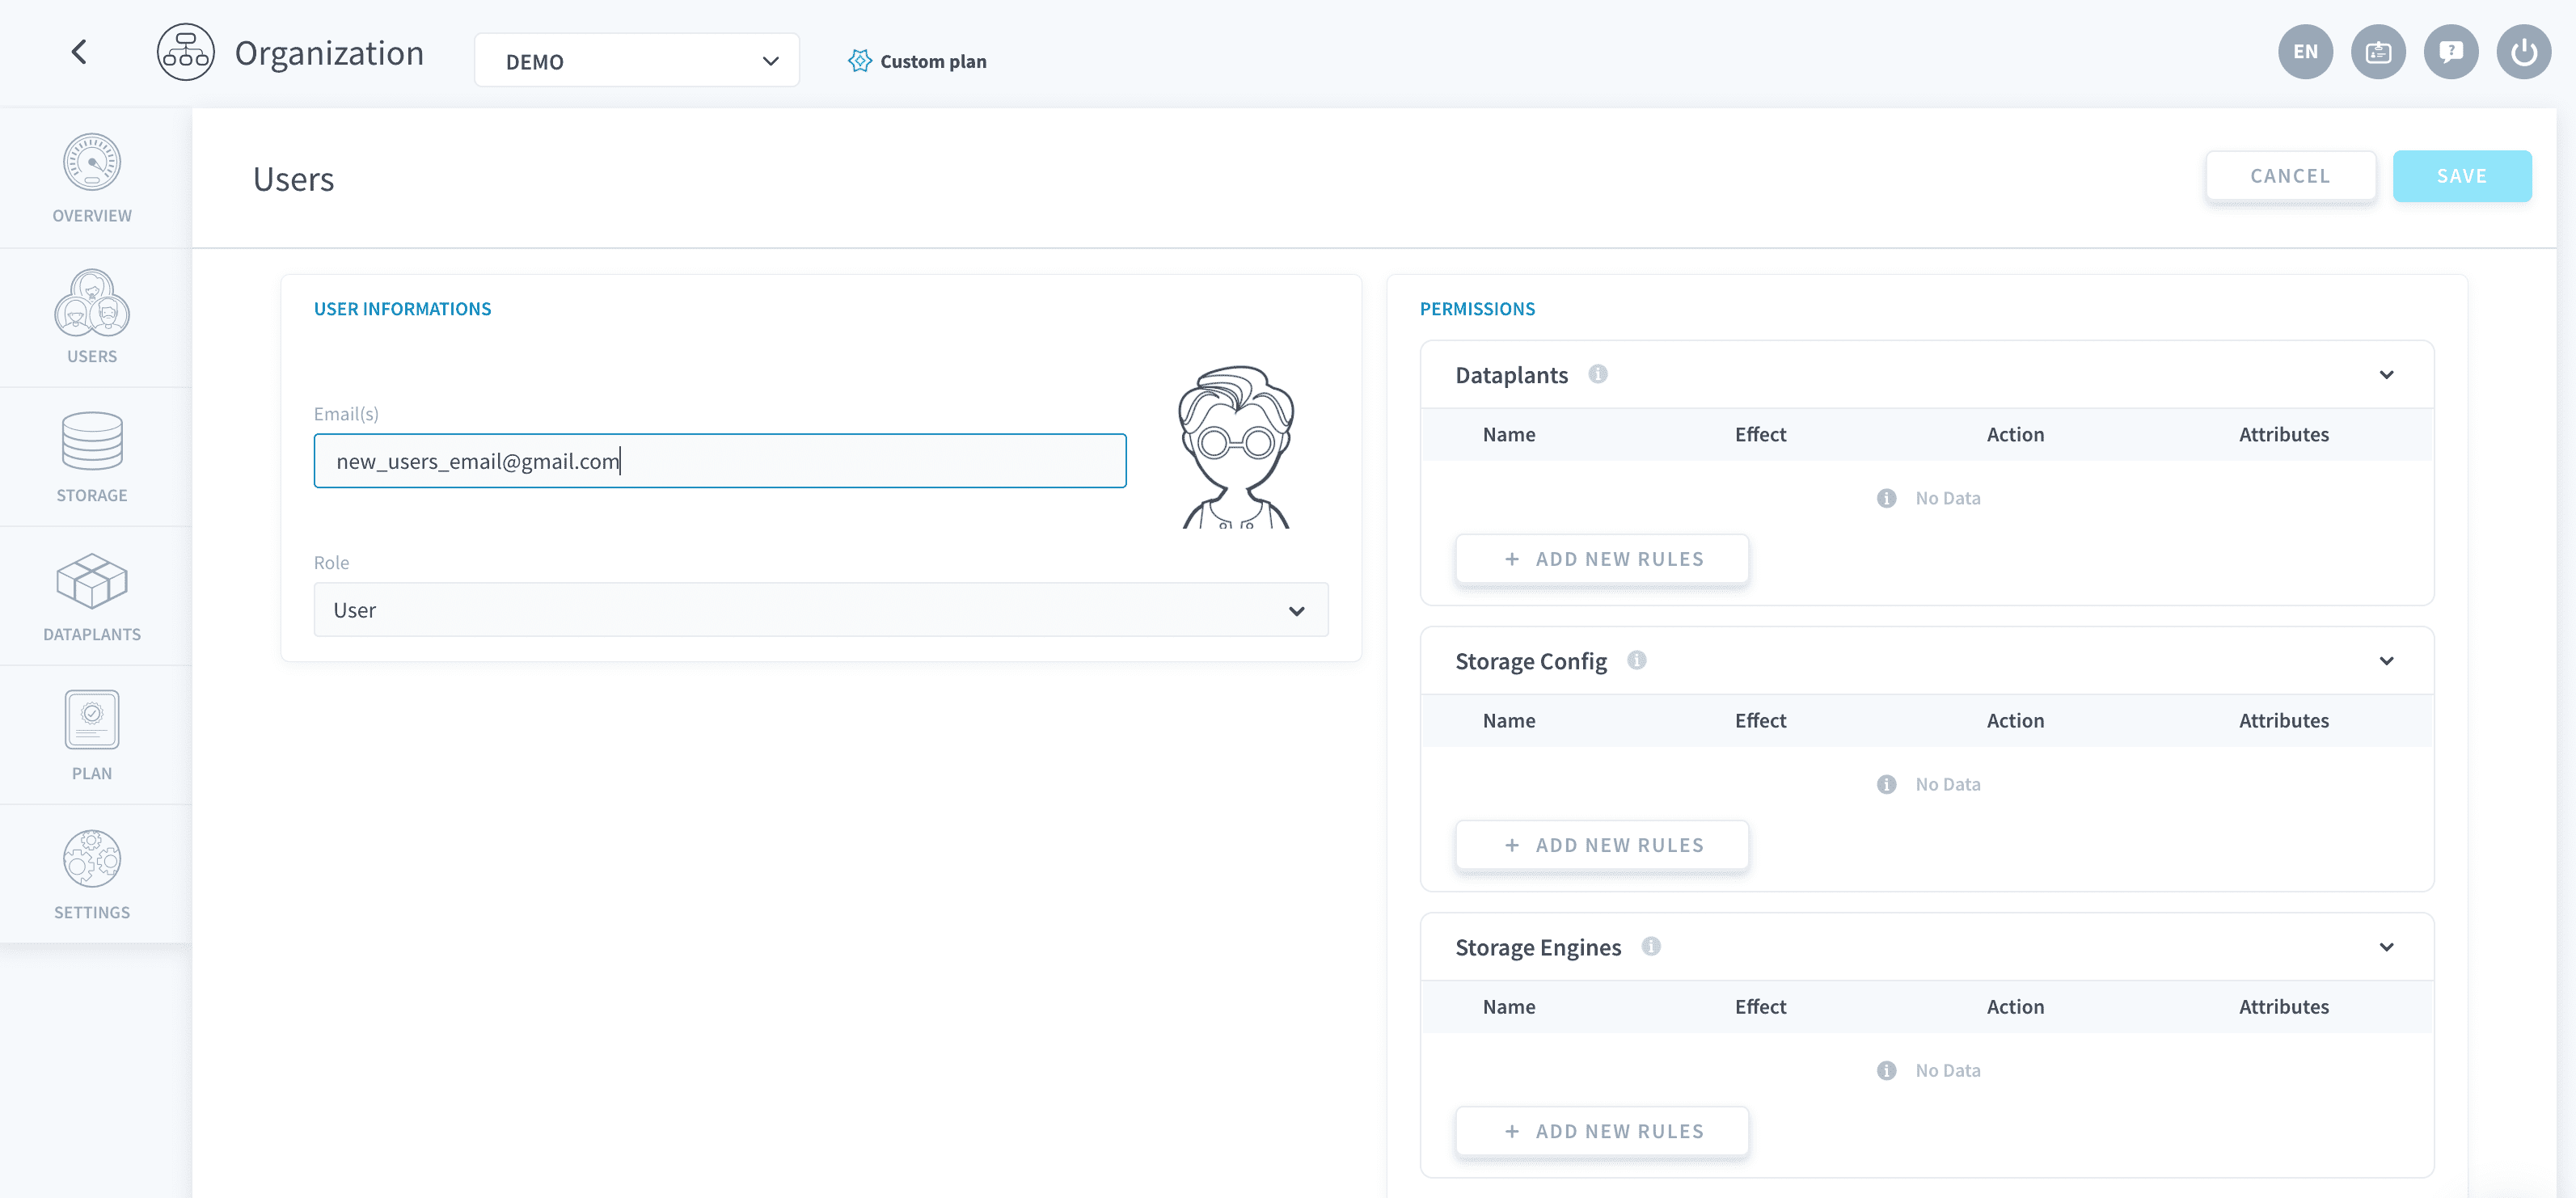 Organization
DEMO
Custom plan
EN
OVERVIEW
USERS
STORAGE
DATAPLANTS
PLAN
SETTINGS
Users
CANCEL
SAVE
USER INFORMATIONS
Email(s)
new_users_email@gmail.com
Role
User
PERMISSIONS
Dataplants
Name Effect Action Attributes
No Data
+ ADD NEW RULES
Storage Config
Name Effect Action Attributes
No Data
+ ADD NEW RULES
Storage Engines
Name Effect Action Attributes
No Data
+ ADD NEW RULES